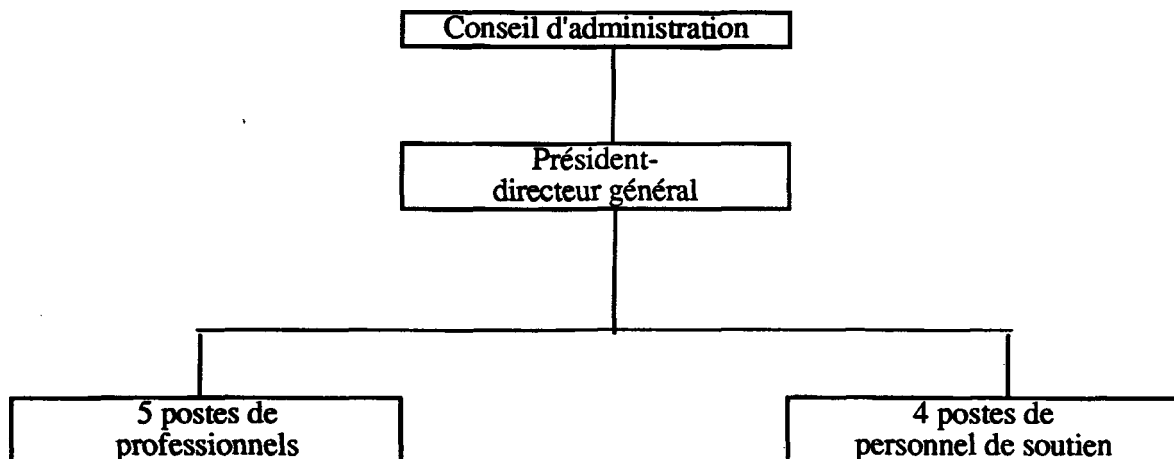 Conseil d'administration
Président-
directeur général
5 postes de
professionnels
4 postes de
personnel de soutien